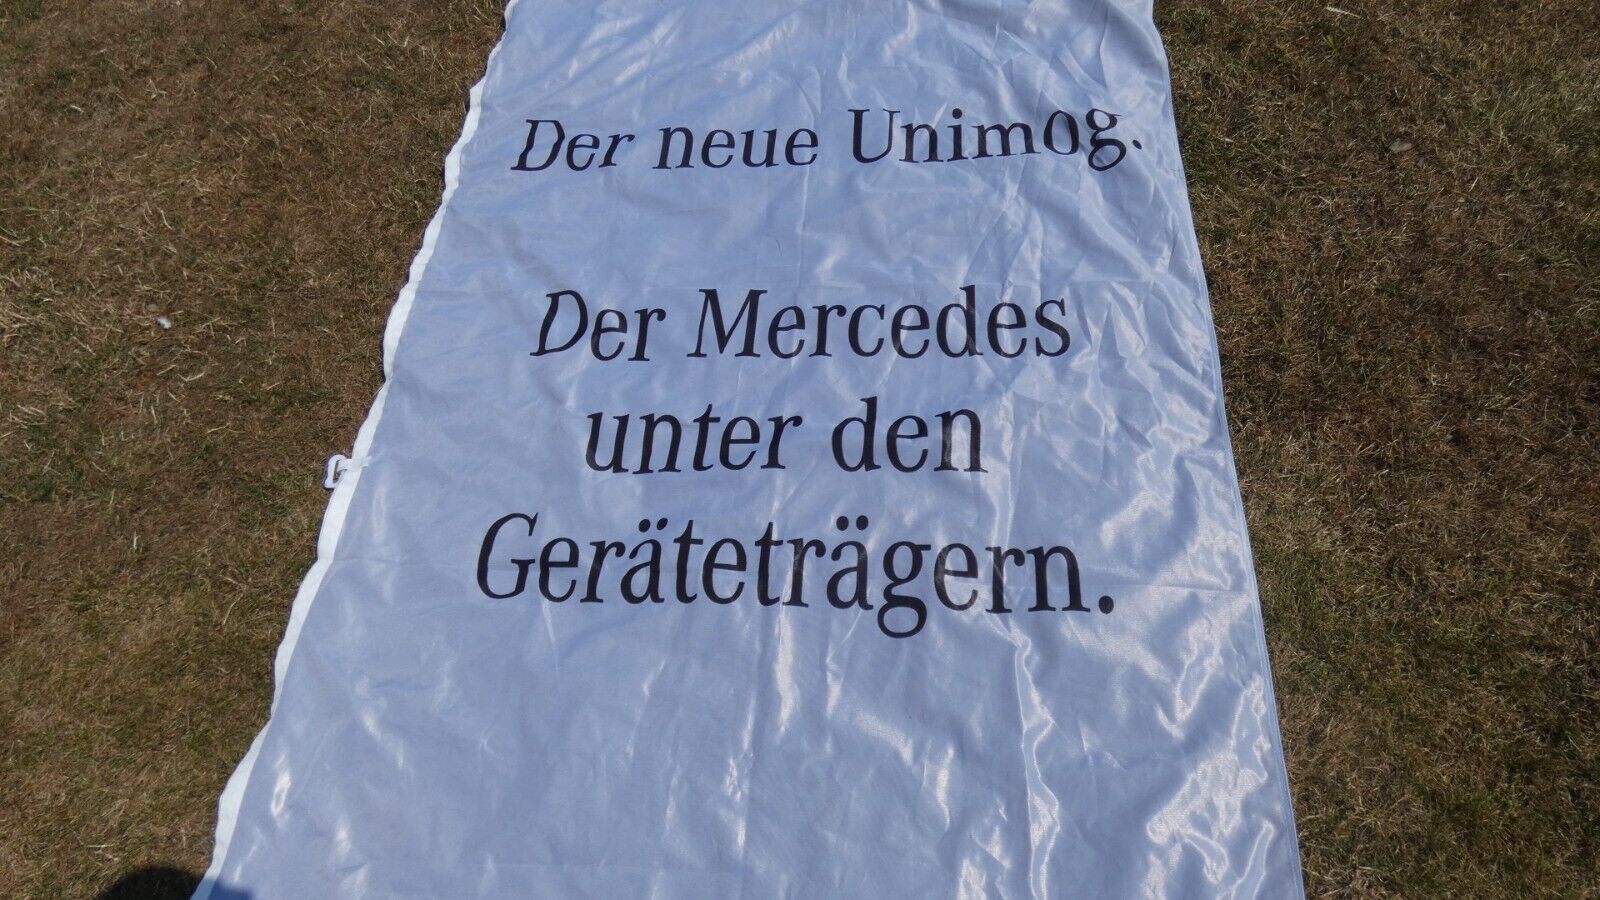 Der neue Unimog.
Der Mercedes
unter den
Geräteträgern.